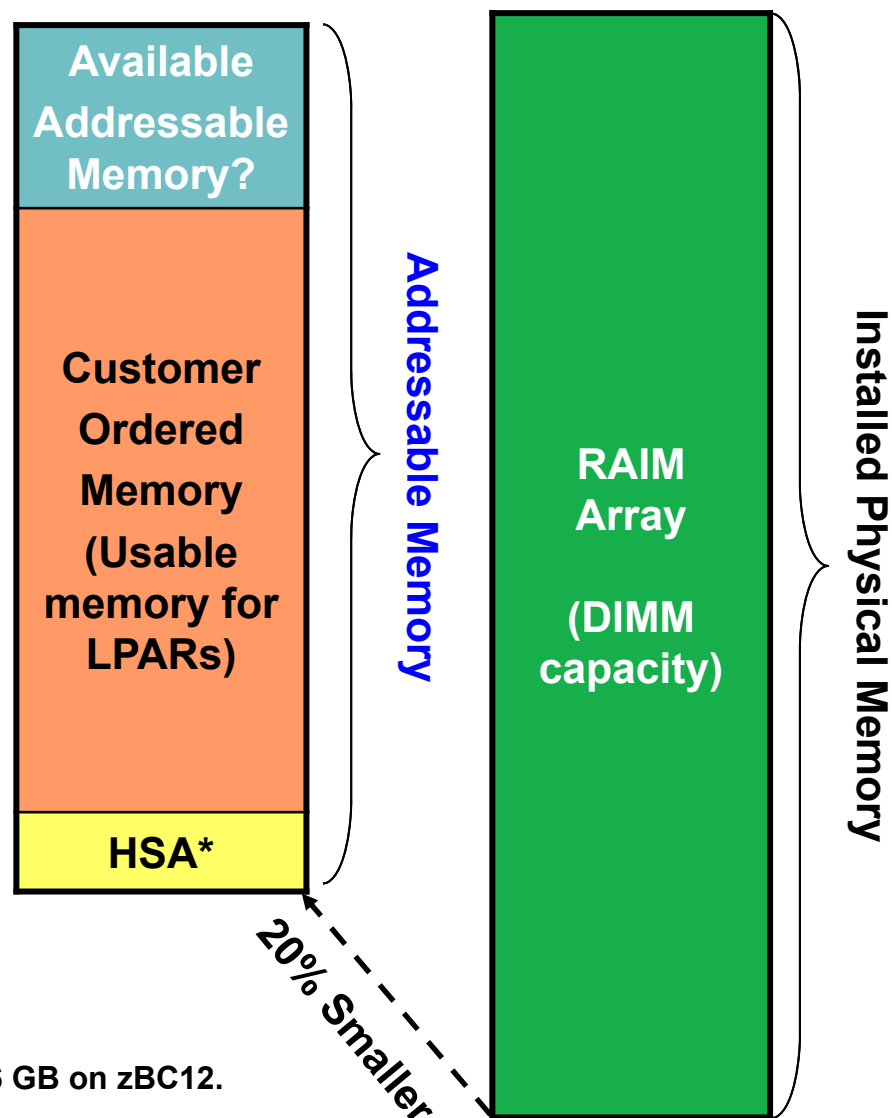 Available
Addressable
Memory?
Customer
Ordered
Memory
(Usable
memory for
LPARs)
HSA*
Addressable Memory
RAIM
Array
(DIMM
capacity)
Installed Physical Memory
20% Smaller
GB on zBC12.